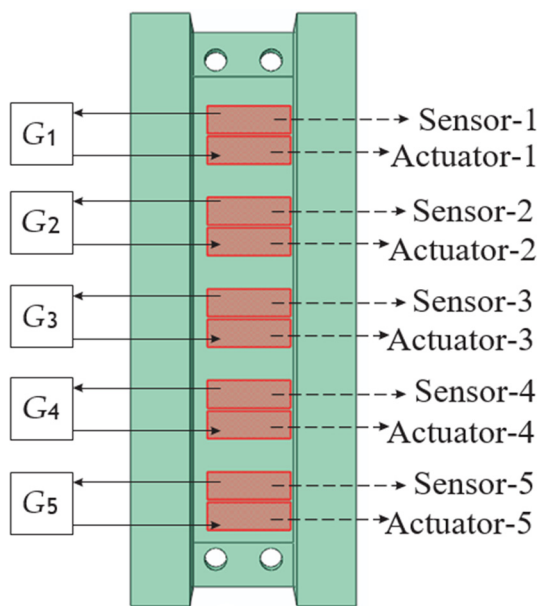 G1
Sensor-1
Actuator-1
G2
Sensor-2
Actuator-2
G3
Sensor-3
Actuator-3
G4
Sensor-4
Actuator-4
G5
Sensor-5
Actuator-5